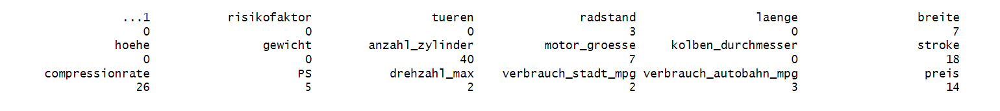 ...1 risikofaktor tueren radstand laenge breite
0 0 0 3 0 7
hoehe gewicht anzahl_zylinder motor_groesse kolben_durchmesser stroke
0 0 40 7 0 18
compressionrate PS drehzahl_max verbrauch_stadt_mpg verbrauch_autobahn_mpg preis
26 5 2 2 3 14